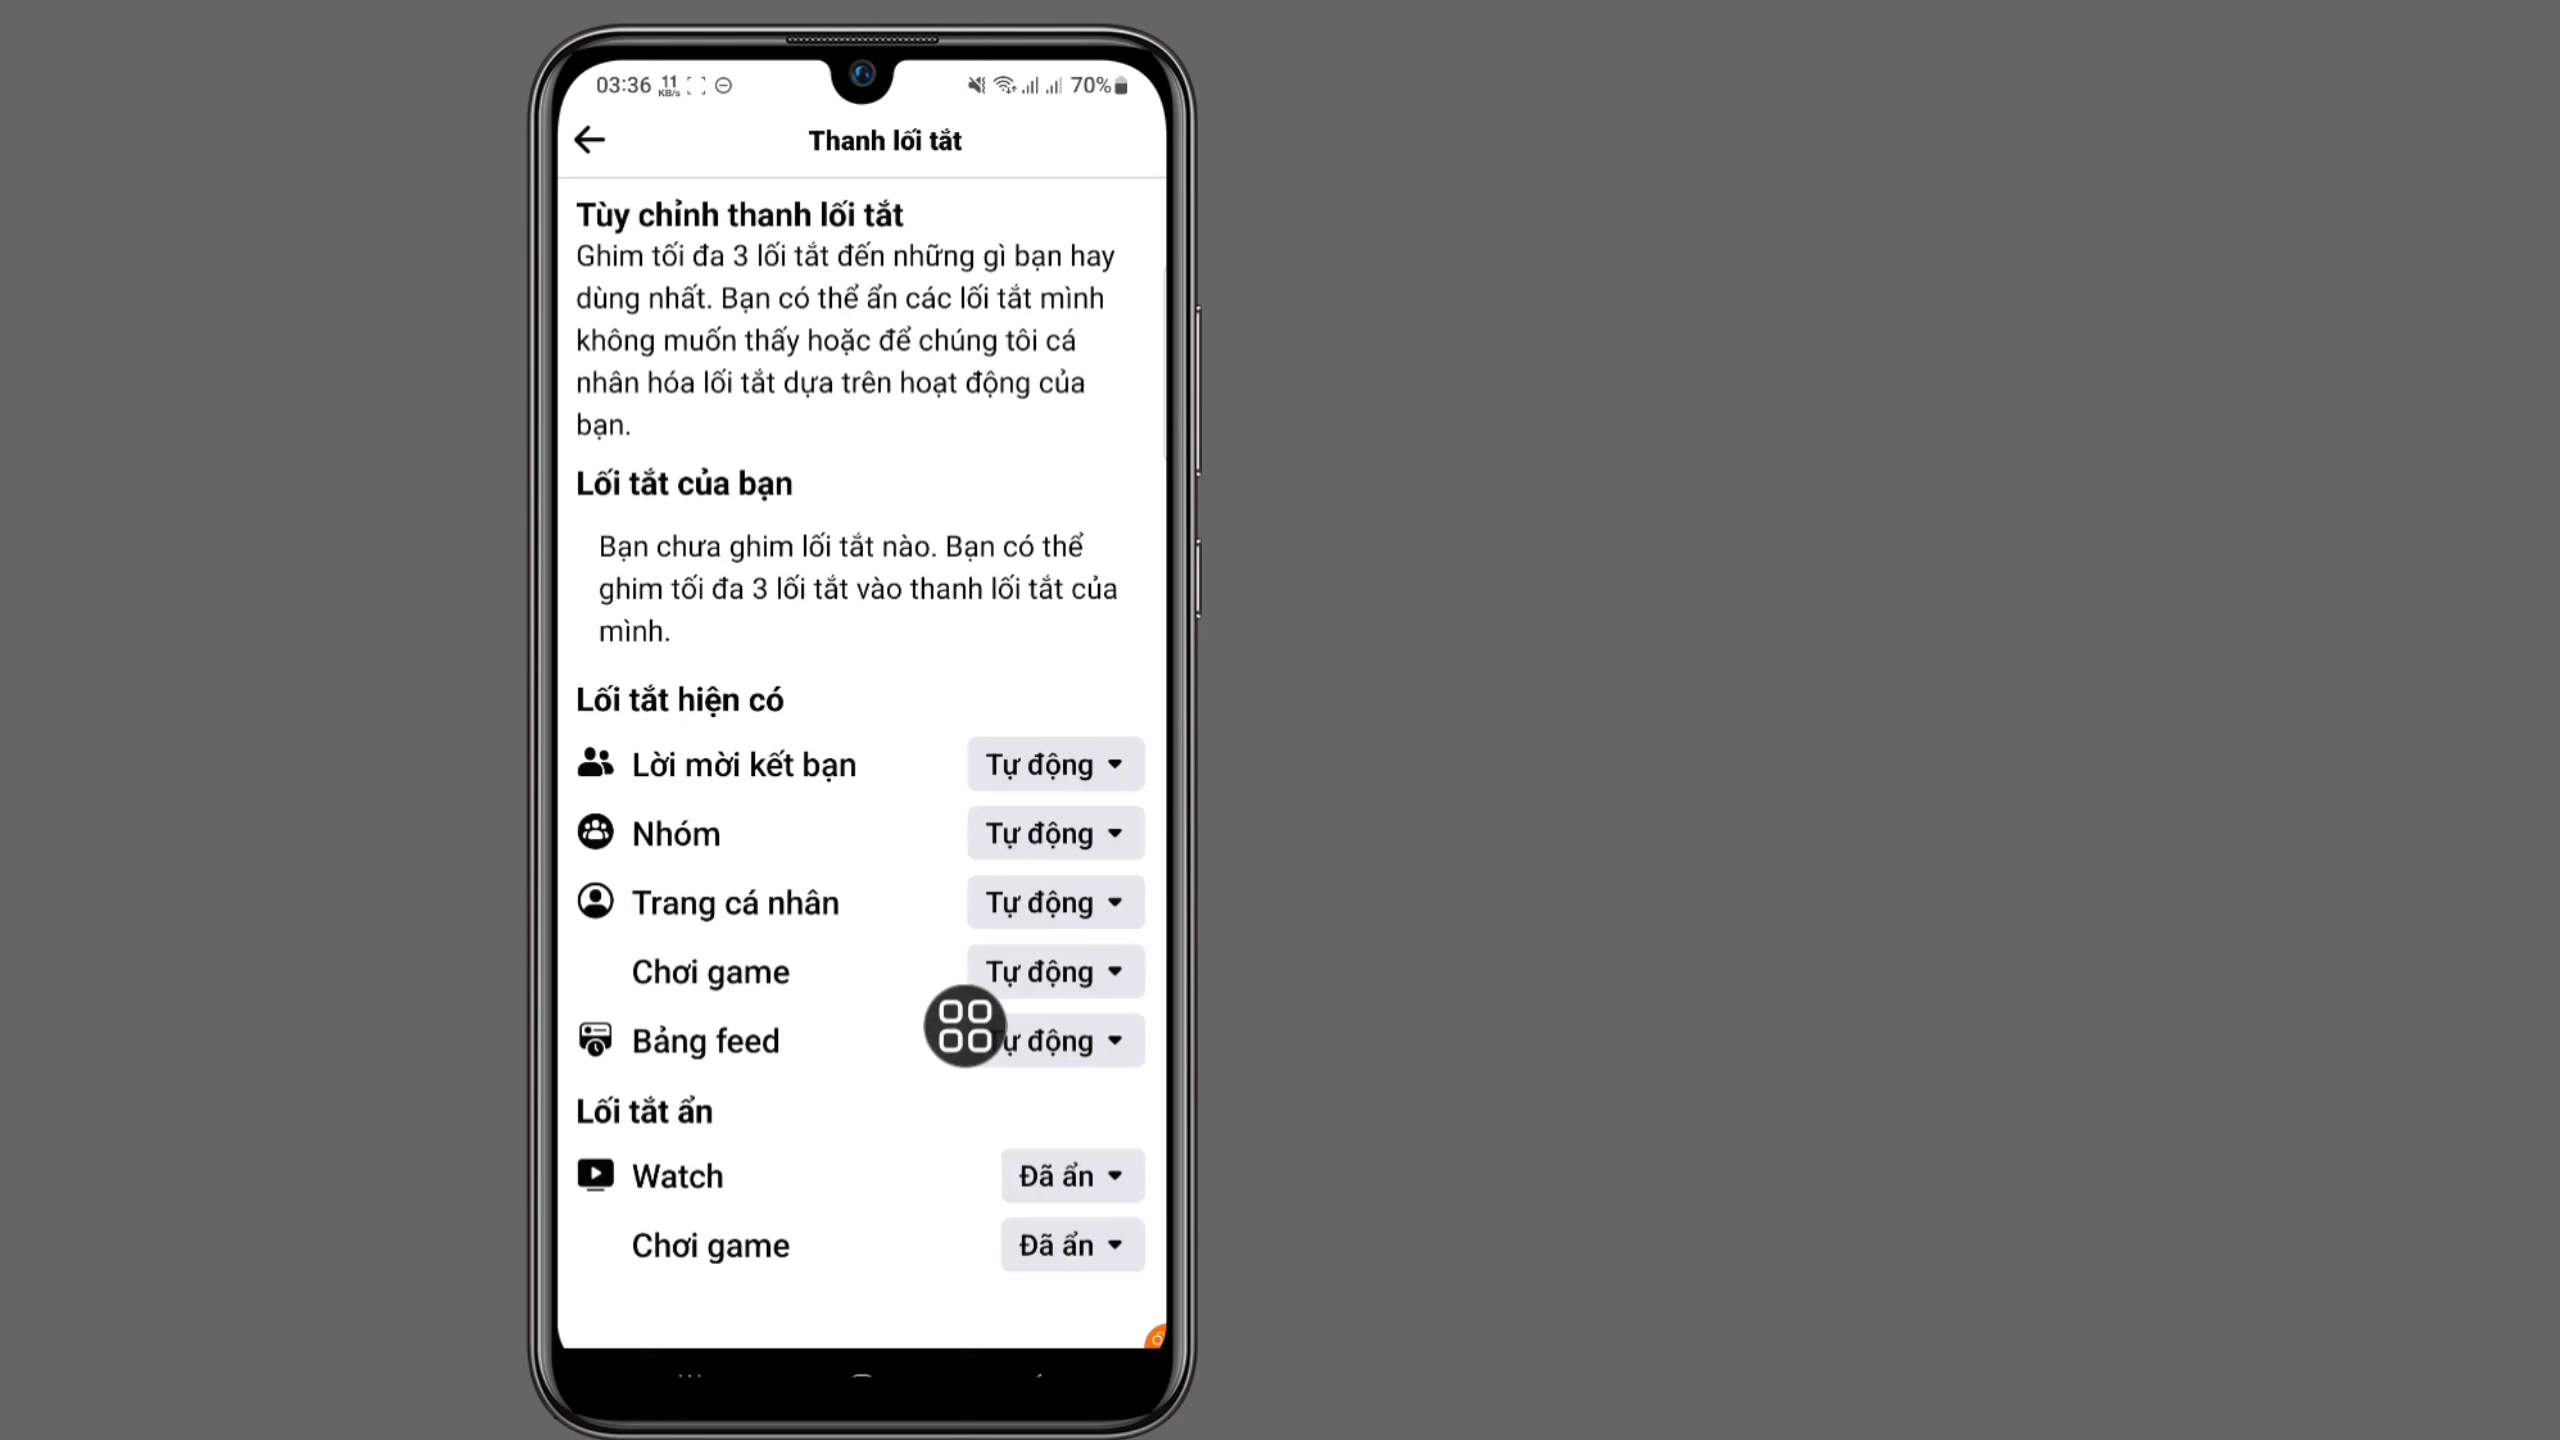 03:36 11 KB/s 70%
Thanh lối tắt
Tùy chỉnh thanh lối tắt
Ghim tối đa 3 lối tắt đến những gì bạn hay
dùng nhất. Bạn có thể ẩn các lối tắt mình
không muốn thấy hoặc để chúng tôi cá
nhân hóa lối tắt dựa trên hoạt động của
bạn.
Lối tắt của bạn
Bạn chưa ghim lối tắt nào. Bạn có thể
ghim tối đa 3 lối tắt vào thanh lối tắt của
mình.
Lối tắt hiện có
Lời mời kết bạn Tự động
Nhóm Tự động
Trang cá nhân Tự động
Chơi game Tự động
Bảng feed ự động
Lối tắt ẩn
Watch Đã ẩn
Chơi game Đã ẩn